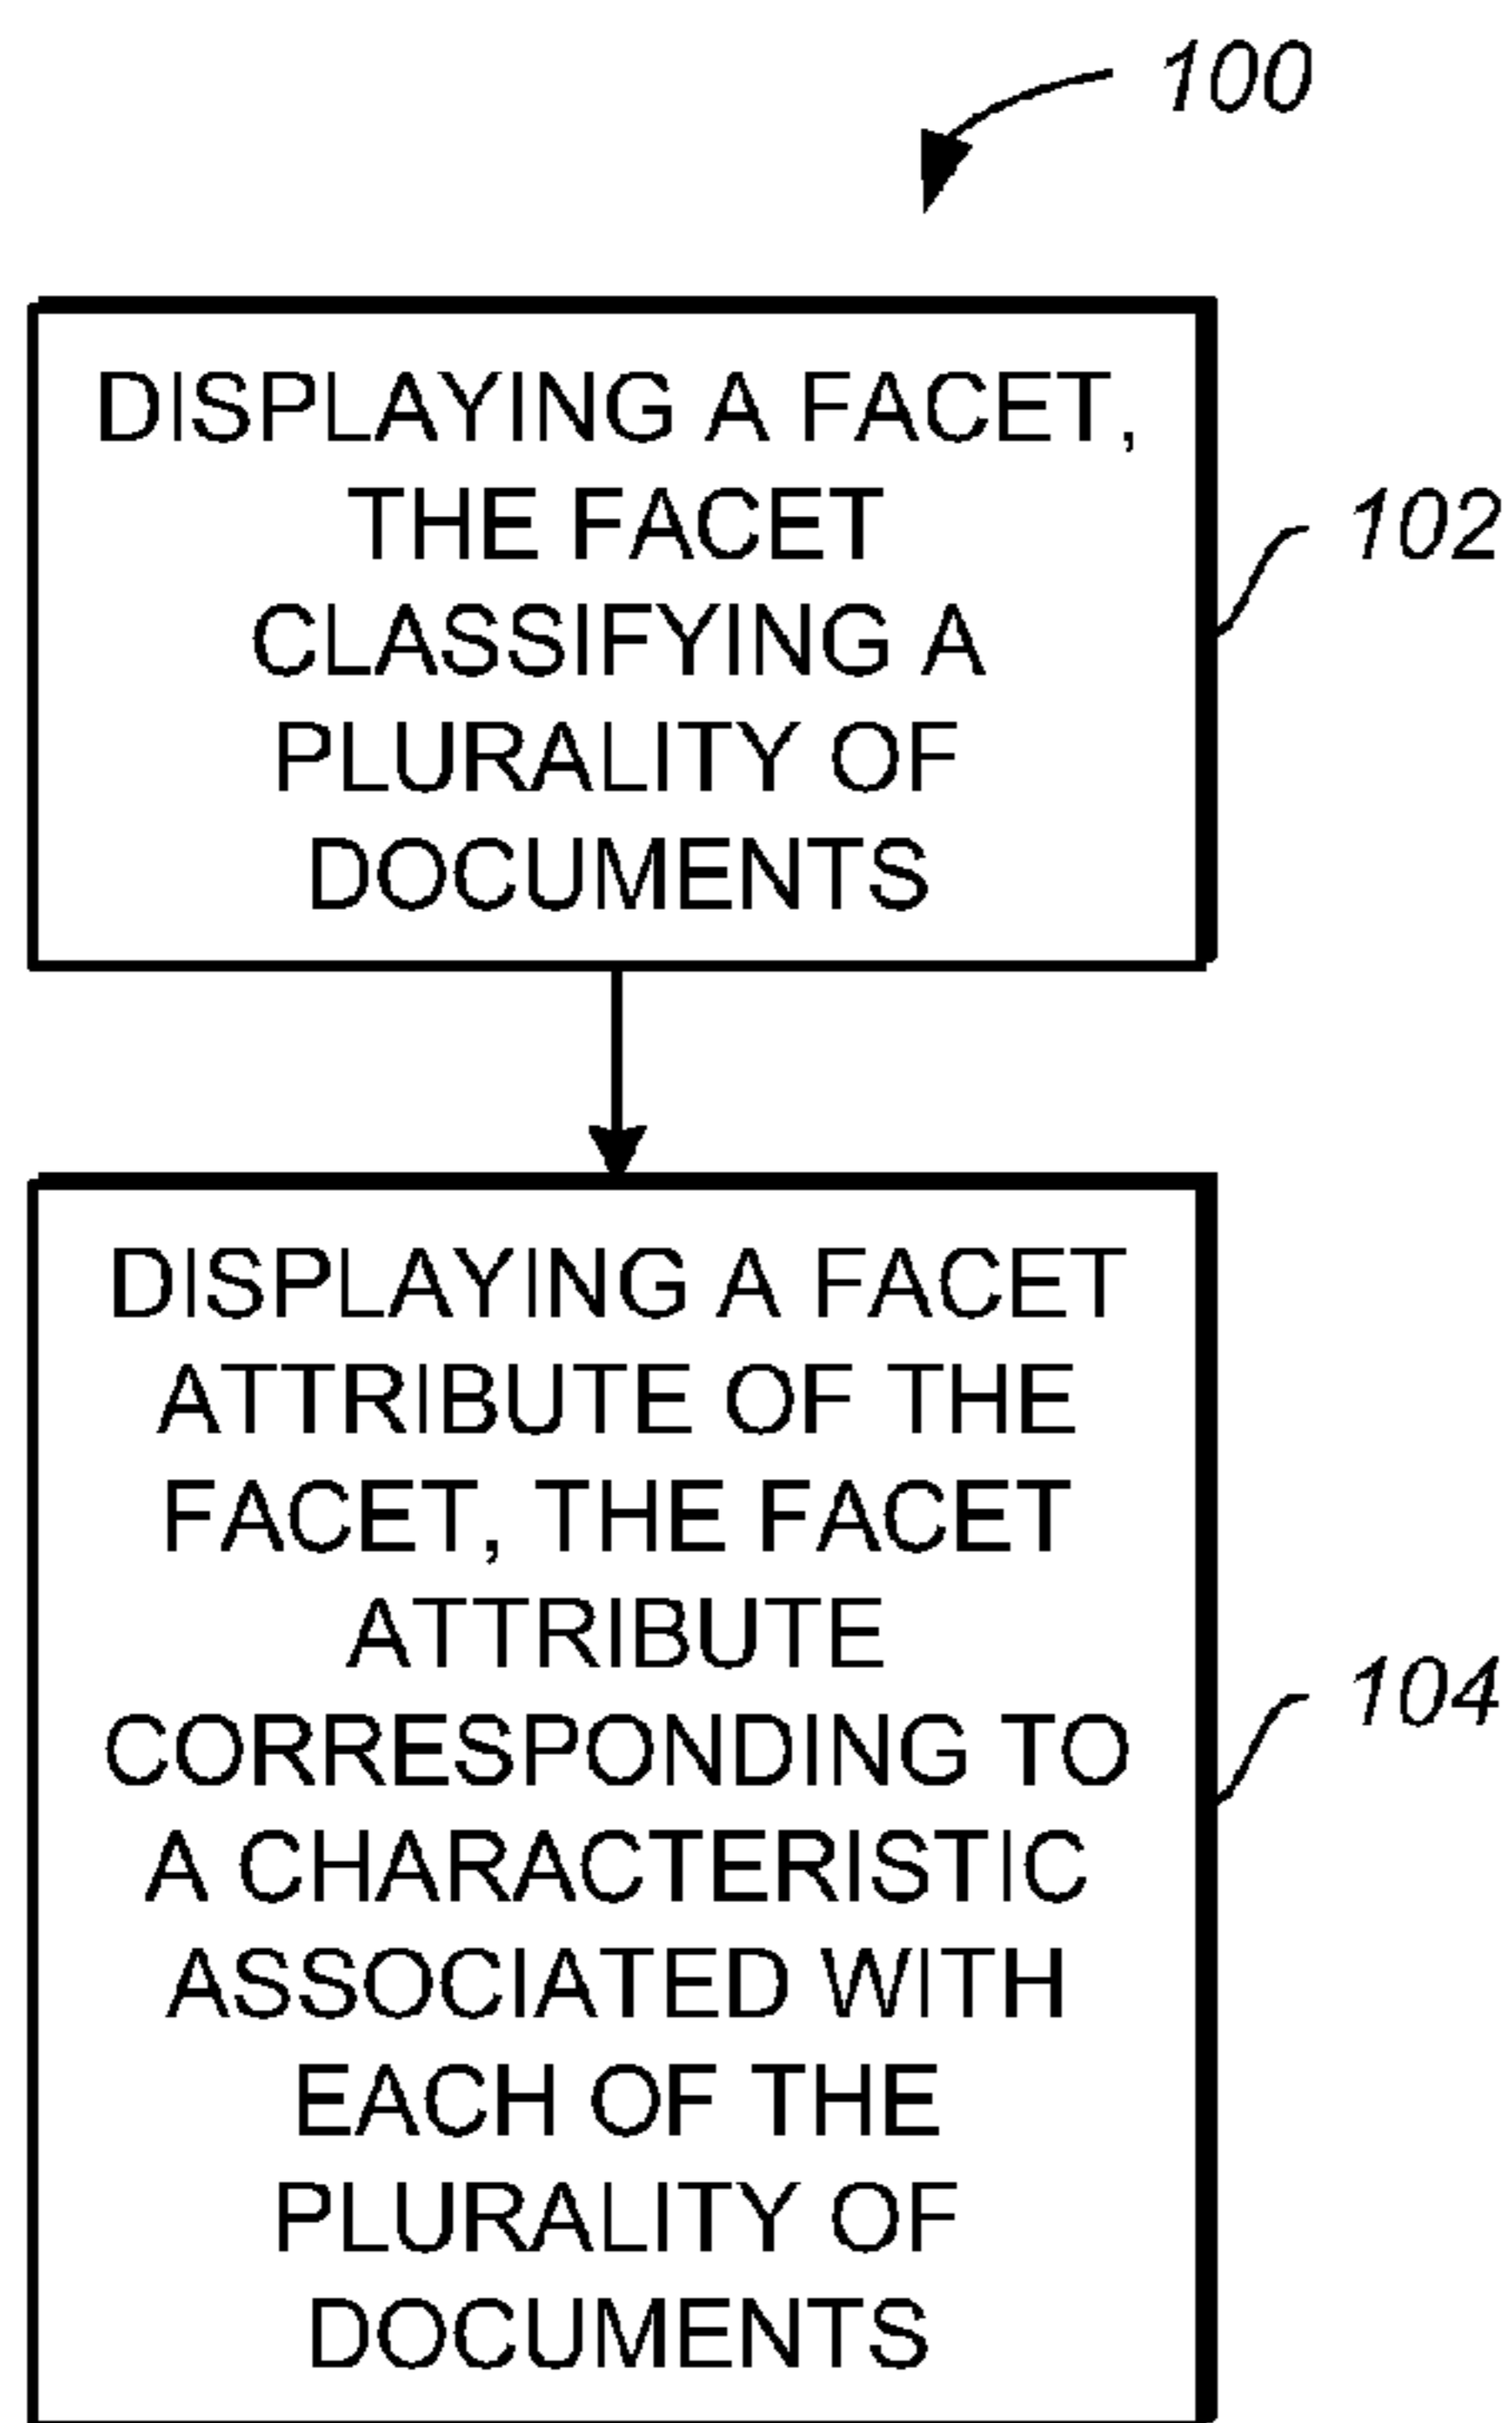 100
DISPLAYING A FACET,
THE FACET
CLASSIFYING A
PLURALITY OF
DOCUMENTS
102
DISPLAYING A FACET
ATTRIBUTE OF THE
FACET, THE FACET
ATTRIBUTE
CORRESPONDING TO
A CHARACTERISTIC
ASSOCIATED WITH
EACH OF THE
PLURALITY OF
DOCUMENTS
104